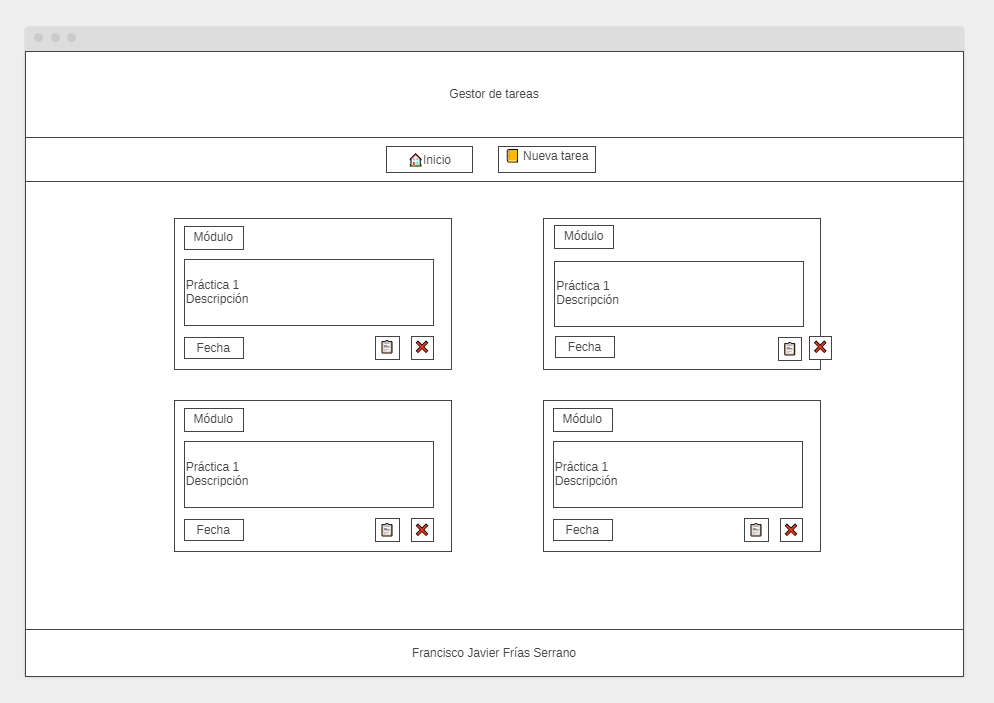 Gestor de tareas
Inicio
Nueva tarea
Módulo
Práctica 1
Descripción
Fecha
Módulo
Práctica 1
Descripción
Fecha
Módulo
Práctica 1
Descripción
Fecha
Módulo
Práctica 1
Descripción
Fecha
Francisco Javier Frías Serrano